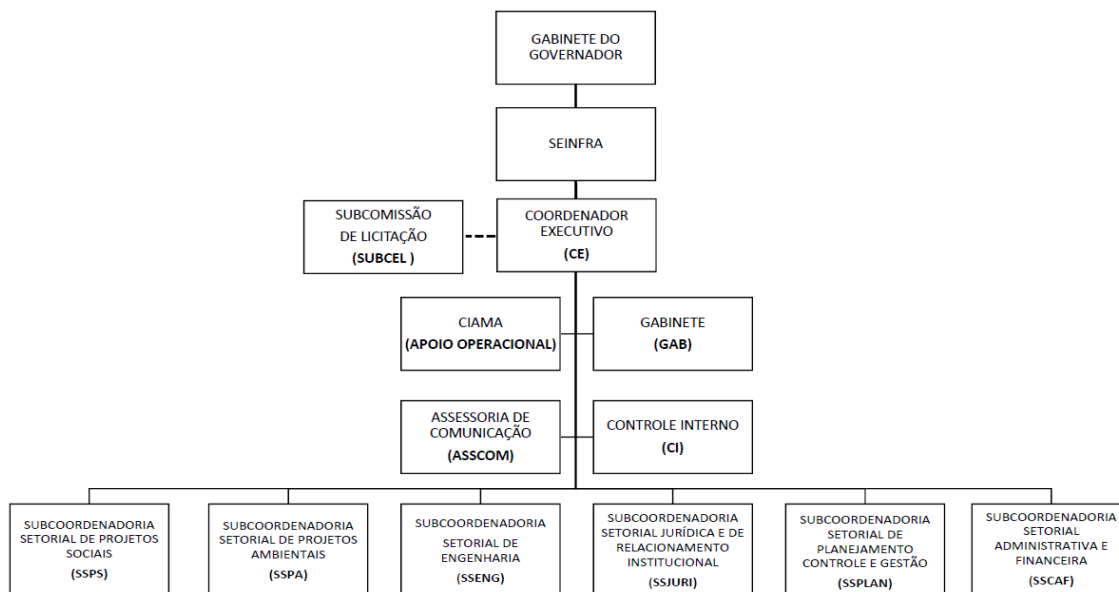 GABINETE DO
GOVERNADOR
SEINFRA
SUBCOMISSÃO
DE LICITAÇÃO
(SUBCEL )
COORDENADOR
EXECUTIVO
(CE)
CIAMA
(APOIO OPERACIONAL)
GABINETE
(GAB)
ASSESSORIA DE
COMUNICAÇÃO
(ASSCOM)
CONTROLE INTERNO
(CI)
SUBCOORDENADORIA
SETORIAL DE PROJETOS
SOCIAIS
(SSPS)
SUBCOORDENADORIA
SETORIAL DE PROJETOS
AMBIENTAIS
(SSPA)
SUBCOORDENADORIA
SETORIAL DE ENGENHARIA
(SSENG)
SUBCOORDENADORIA
SETORIAL JURÍDICA E DE
RELACIONAMENTO
INSTITUCIONAL
(SSJURI)
SUBCOORDENADORIA
SETORIAL DE
PLANEJAMENTO
CONTROLE E GESTÃO
(SSPLAN)
SUBCOORDENADORIA
SETORIAL
ADMINISTRATIVA E
FINANCEIRA
(SSCAF)